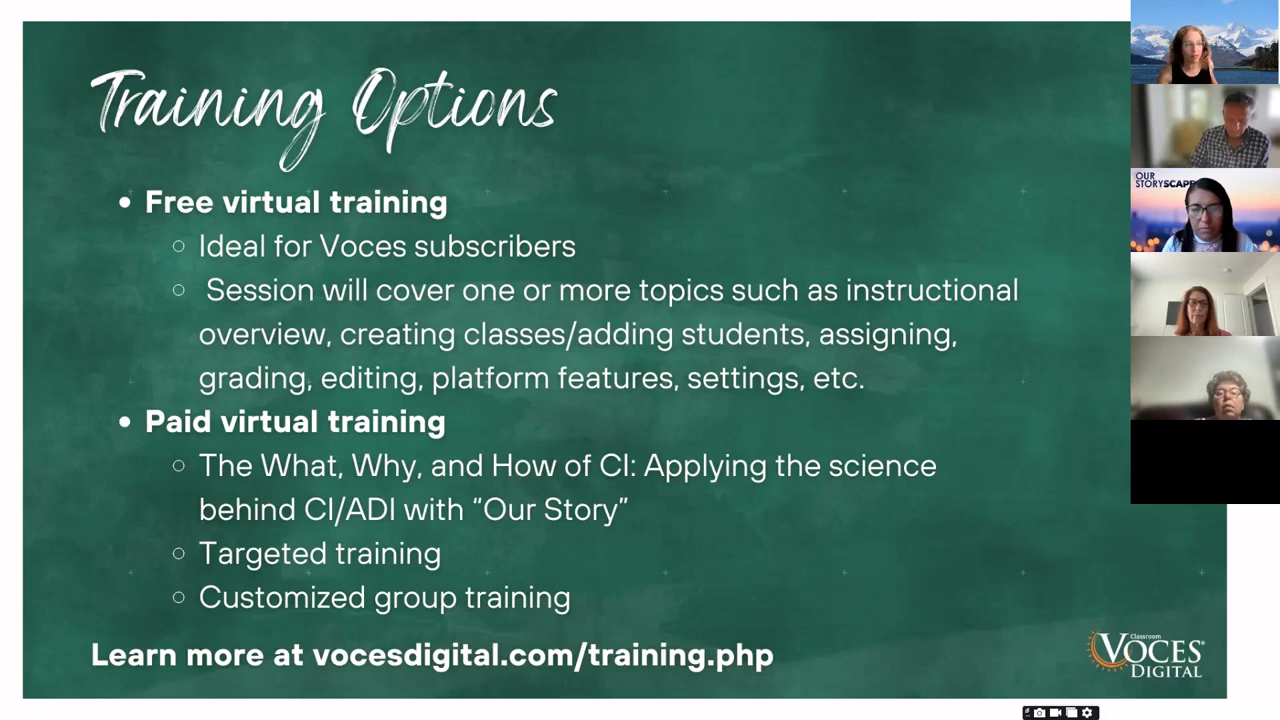 Training Options
• Free virtual training
○ Ideal for Voces subscribers
○ Session will cover one or more topics such as instructional
overview, creating classes/adding students, assigning,
grading, editing, platform features, settings, etc.
• Paid virtual training
○ The What, Why, and How of CI: Applying the science
behind CI/ADI with “Our Story”
○ Targeted training
○ Customized group training
Learn more at vocesdigital.com/training.php
OUR
STORYSCAPE
Classroom
VOCES®
DIGITAL